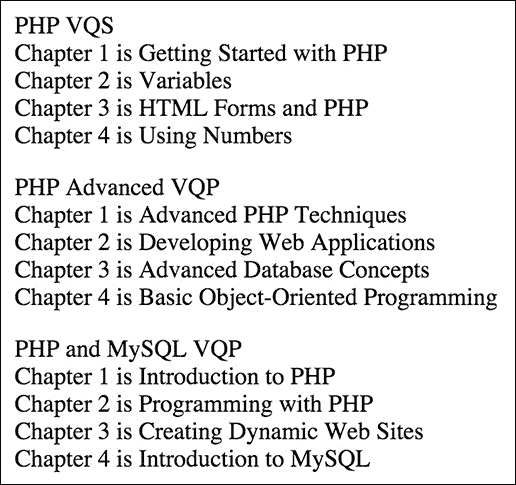 PHP VQS
Chapter 1 is Getting Started with PHP
Chapter 2 is Variables
Chapter 3 is HTML Forms and PHP
Chapter 4 is Using Numbers
PHP Advanced VQP
Chapter 1 is Advanced PHP Techniques
Chapter 2 is Developing Web Applications
Chapter 3 is Advanced Database Concepts
Chapter 4 is Basic Object-Oriented Programming
PHP and MySQL VQP
Chapter 1 is Introduction to PHP
Chapter 2 is Programming with PHP
Chapter 3 is Creating Dynamic Web Sites
Chapter 4 is Introduction to MySQL